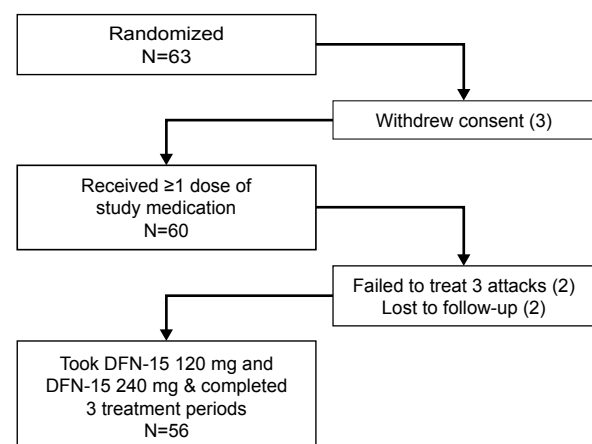 Randomized
N=63
Withdrew consent (3)
Received ≥1 dose of
study medication
N=60
Failed to treat 3 attacks (2)
Lost to follow-up (2)
Took DFN-15 120 mg and
DFN-15 240 mg & completed
3 treatment periods
N=56